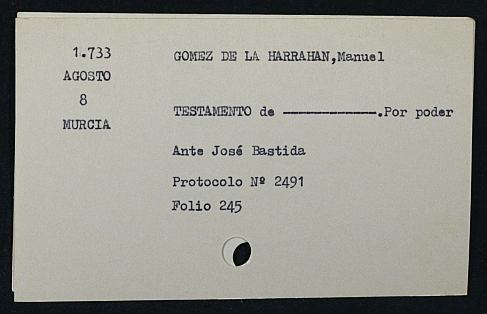 1.733
AGOSTO
8
MURCIA
GOMEZ DE LA HARRAHAN,Manuel
TESTAMENTO de ————————.Por poder
Ante José Bastida
Protocolo Nº 2491
Folio 245